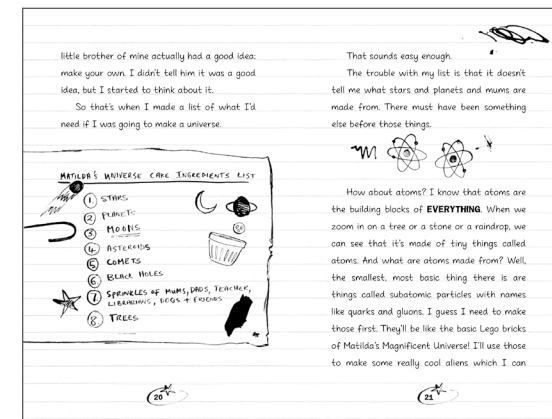 little brother of mine actually had a good idea:
make your own. I didn't tell him it was a good
idea, but I started to think about it.
So that's when I made a list of what I'd
need if I was going to make a universe.
MATILDA'S UNIVERSE CAKE INGREDIENTS LIST
1 STARS
2 PLANETS
3 MOONS
4 ASTEROIDS
5 COMETS
6 BLACK HOLES
7 SPRINKLES OF MUMS, DADS, TEACHER,
LIBRARIANS, DOGS + FRIENDS
8 TREES
20
That sounds easy enough.
The trouble with my list is that it doesn't
tell me what stars and planets and mums are
made from. There must have been something
else before those things.
How about atoms? I know that atoms are
the building blocks of EVERYTHING. When we
zoom in on a tree or a stone or a raindrop, we
can see that it's made of tiny things called
atoms. And what are atoms made from? Well,
the smallest, most basic thing there is are
things called subatomic particles with names
like quarks and gluons. I guess I need to make
those first. They'll be like the basic Lego bricks
of Matilda's Magnificent Universe! I'll use those
to make some really cool aliens which I can
21